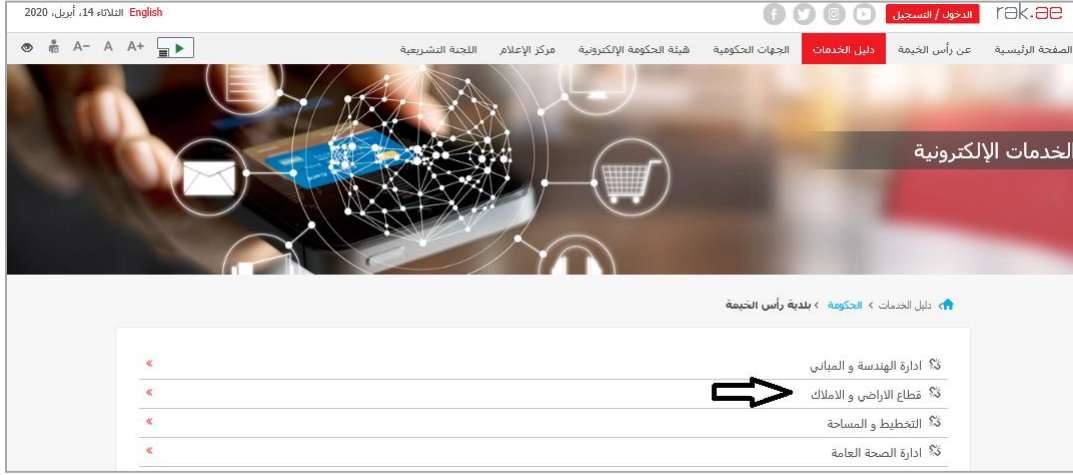 rak.ae الدخول / التسجيل English الثلاثاء 14، أبريل، 2020
الصفحة الرئيسية عن رأس الخيمة دليل الخدمات الجهات الحكومية هيئة الحكومة الإلكترونية مركز الإعلام اللجنة التشريعية A+ A A-
الخدمات الإلكترونية
دليل الخدمات › الحكومة › بلدية رأس الخيمة
ادارة الهندسة و المباني
قطاع الاراضي و الاملاك
التخطيط و المساحة
ادارة الصحة العامة